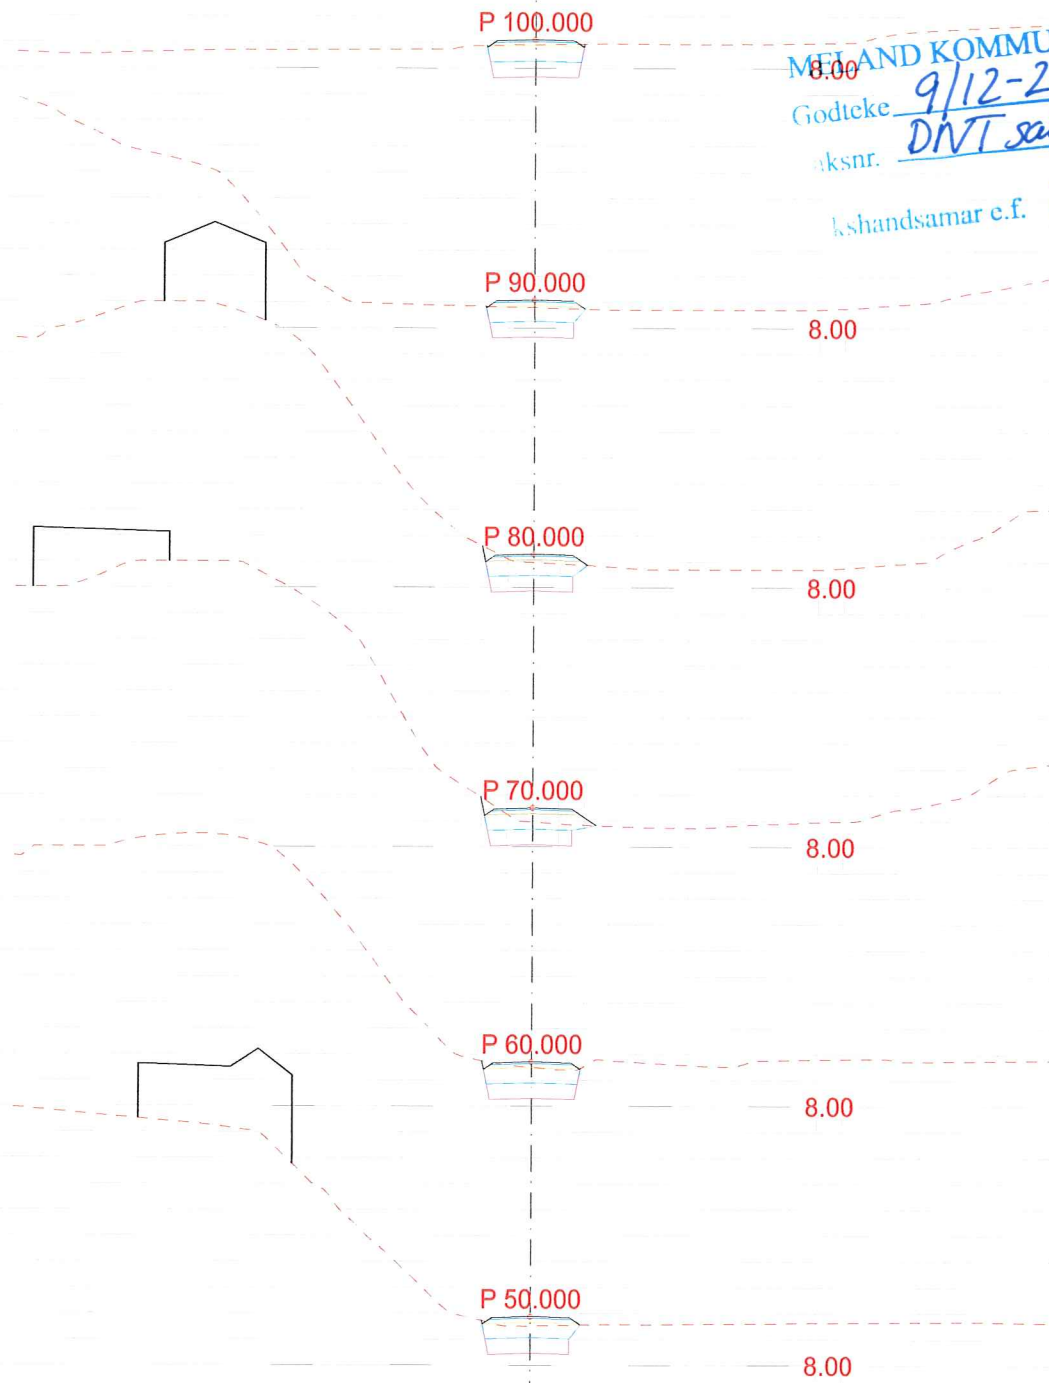 P 100.000
MELAND KOMMU
8.00
Godteke 9/12-2
aksnr. DNT sa
kshandsamar e.f.
P 90.000
8.00
P 80.000
8.00
P 70.000
8.00
P 60.000
8.00
P 50.000
8.00